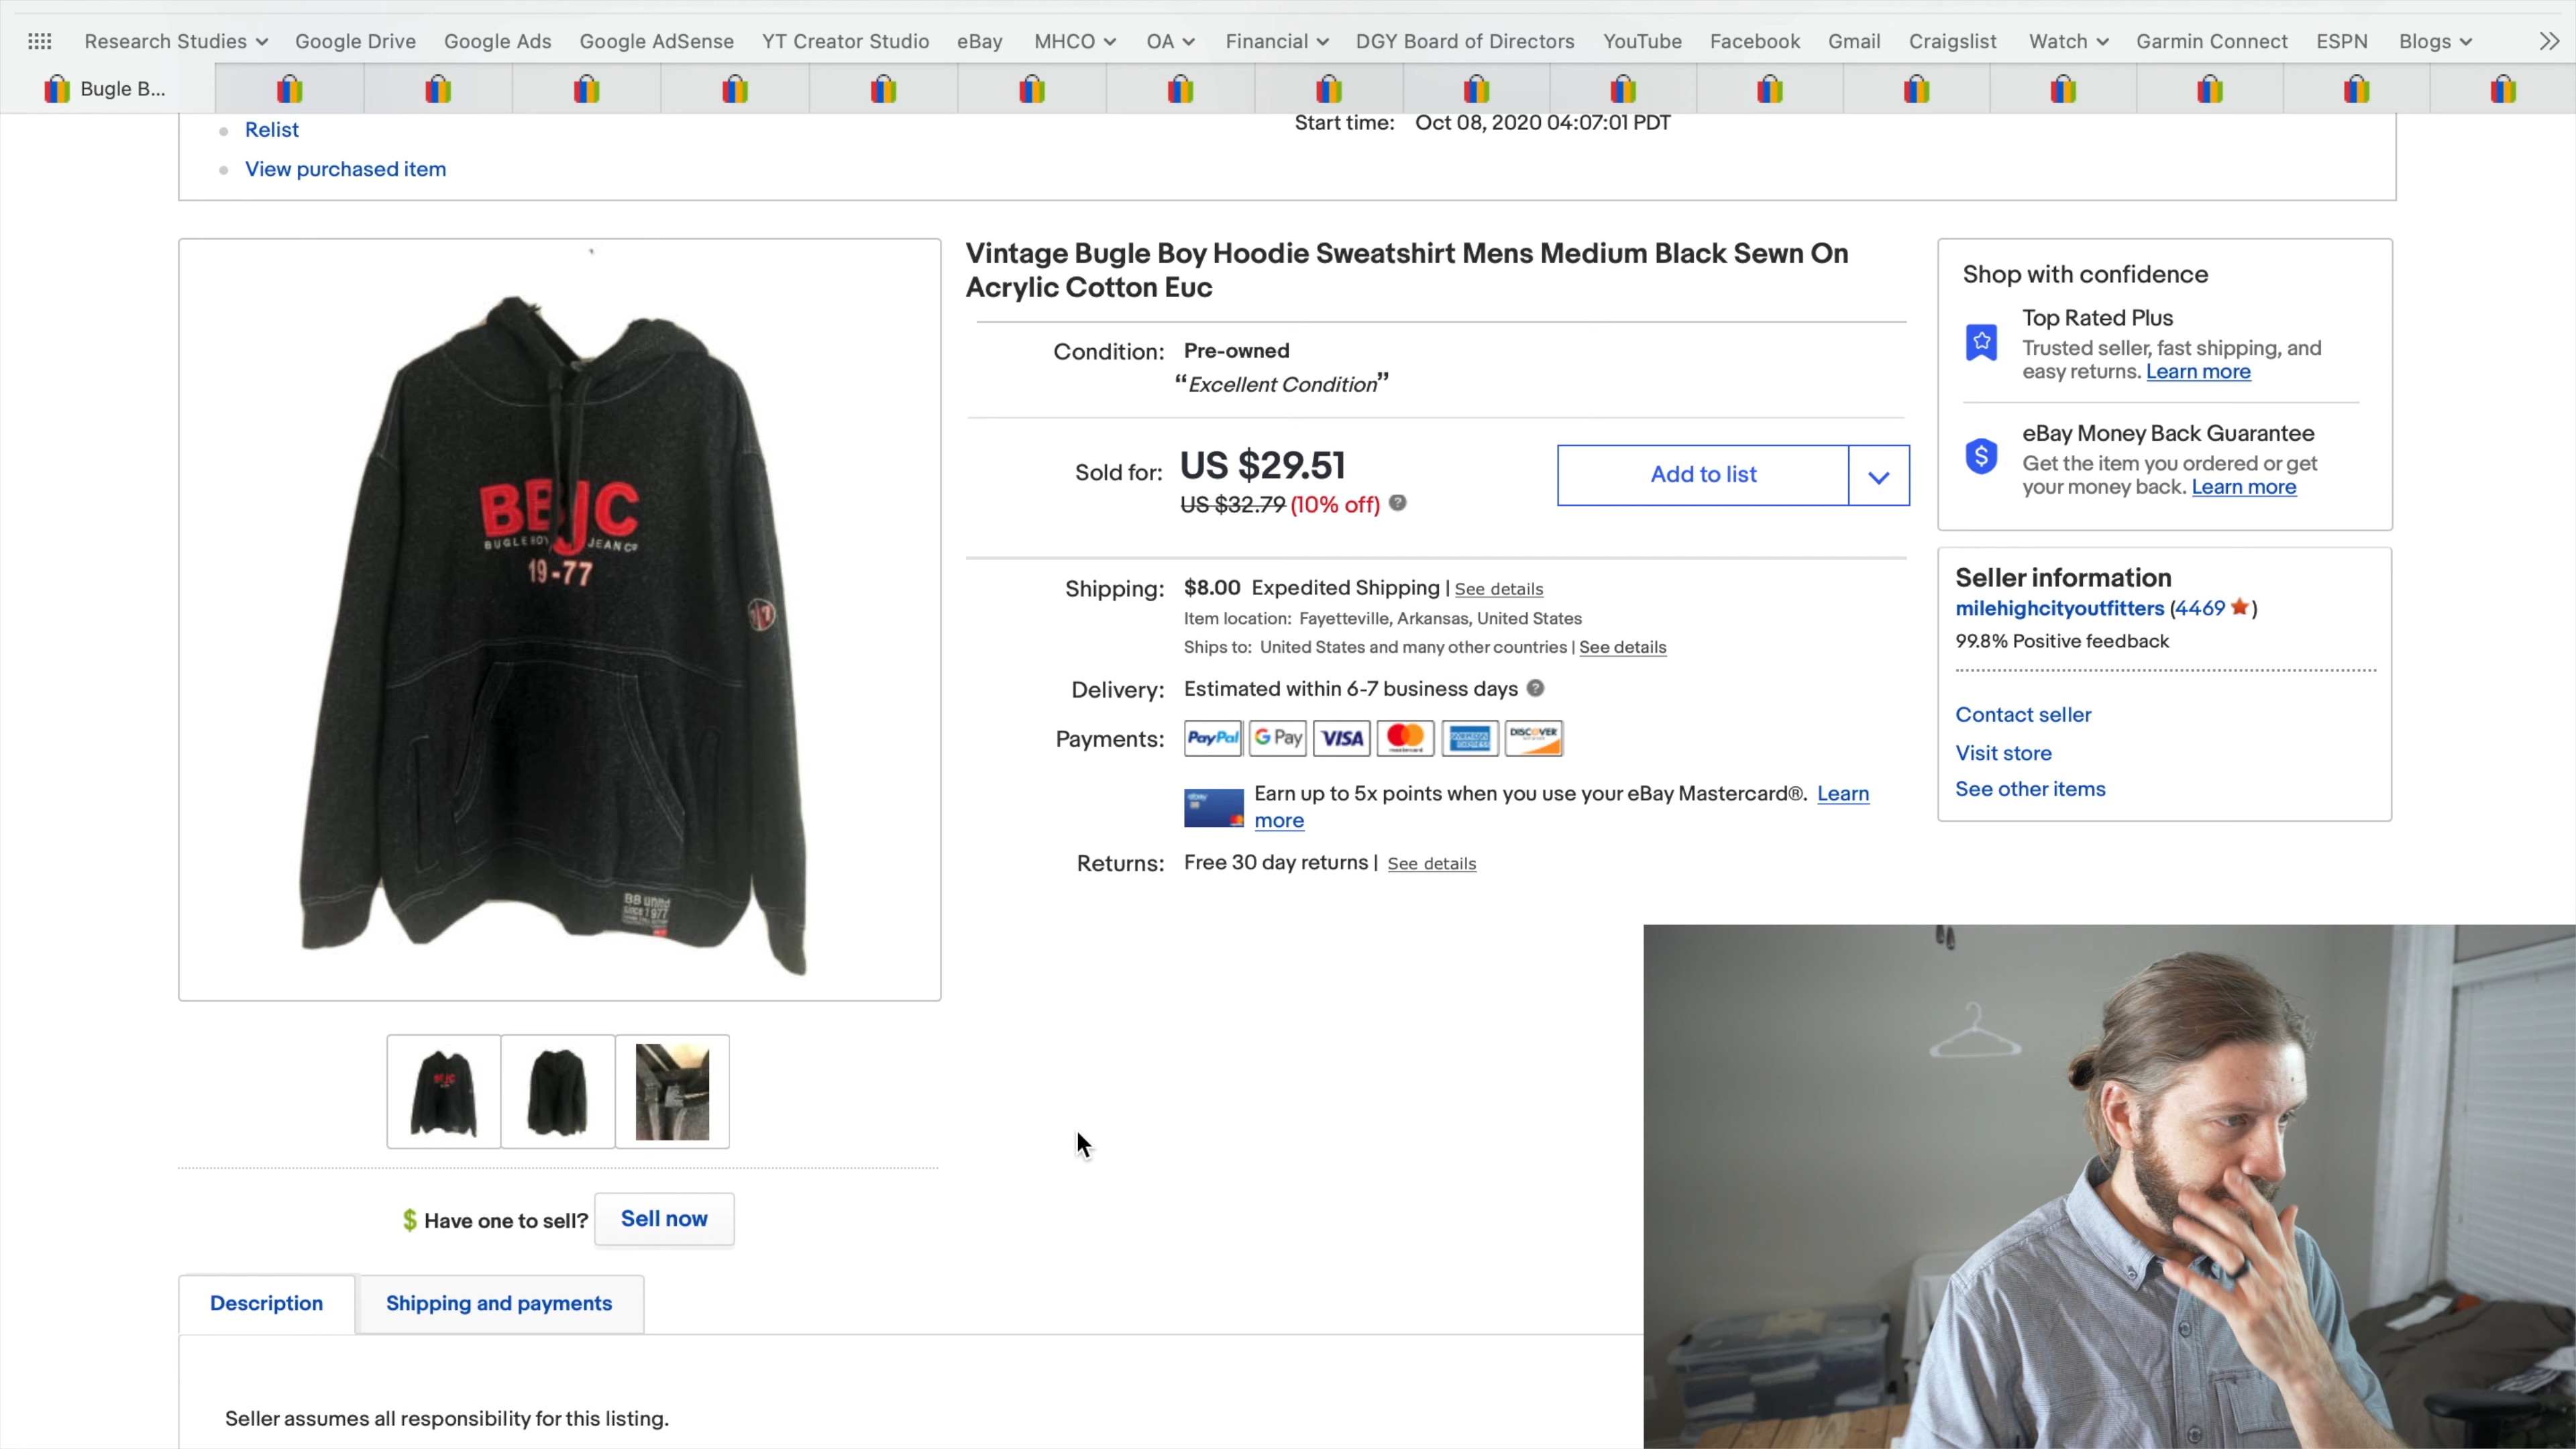 Research Studies Google Drive Google Ads Google AdSense YT Creator Studio eBay MHCO OA Financial DGY Board of Directors YouTube Facebook Gmail Craigslist Watch Garmin Connect ESPN Blogs
Bugle B...
Relist
Start time: Oct 08, 2020 04:07:01 PDT
View purchased item
Vintage Bugle Boy Hoodie Sweatshirt Mens Medium Black Sewn On
Acrylic Cotton Euc
Condition: Pre-owned
“Excellent Condition”
Sold for: US $29.51
US $32.79 (10% off)
Add to list
Shipping: $8.00 Expedited Shipping | See details
Item location: Fayetteville, Arkansas, United States
Ships to: United States and many other countries | See details
Delivery: Estimated within 6-7 business days
Payments: PayPal G Pay VISA mastercard AMERICAN EXPRESS DISCOVER
Earn up to 5x points when you use your eBay Mastercard®. Learn
more
Returns: Free 30 day returns | See details
Shop with confidence
Top Rated Plus
Trusted seller, fast shipping, and
easy returns. Learn more
eBay Money Back Guarantee
Get the item you ordered or get
your money back. Learn more
Seller information
milehighcityoutfitters (4469)
99.8% Positive feedback
Contact seller
Visit store
See other items
BBJC
BUGLE BOY JEAN CO
19-77
BB
since 1977
$ Have one to sell? Sell now
Description Shipping and payments
Seller assumes all responsibility for this listing.